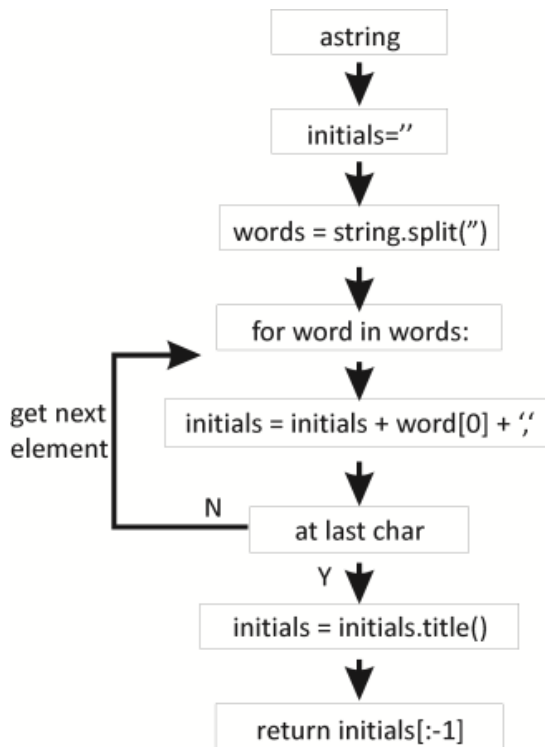 astring
initials=’’
words = string.split(”)
for word in words:
get next
element
initials = initials + word[0] + ‘,‘
N
at last char
Y
initials = initials.title()
return initials[:-1]